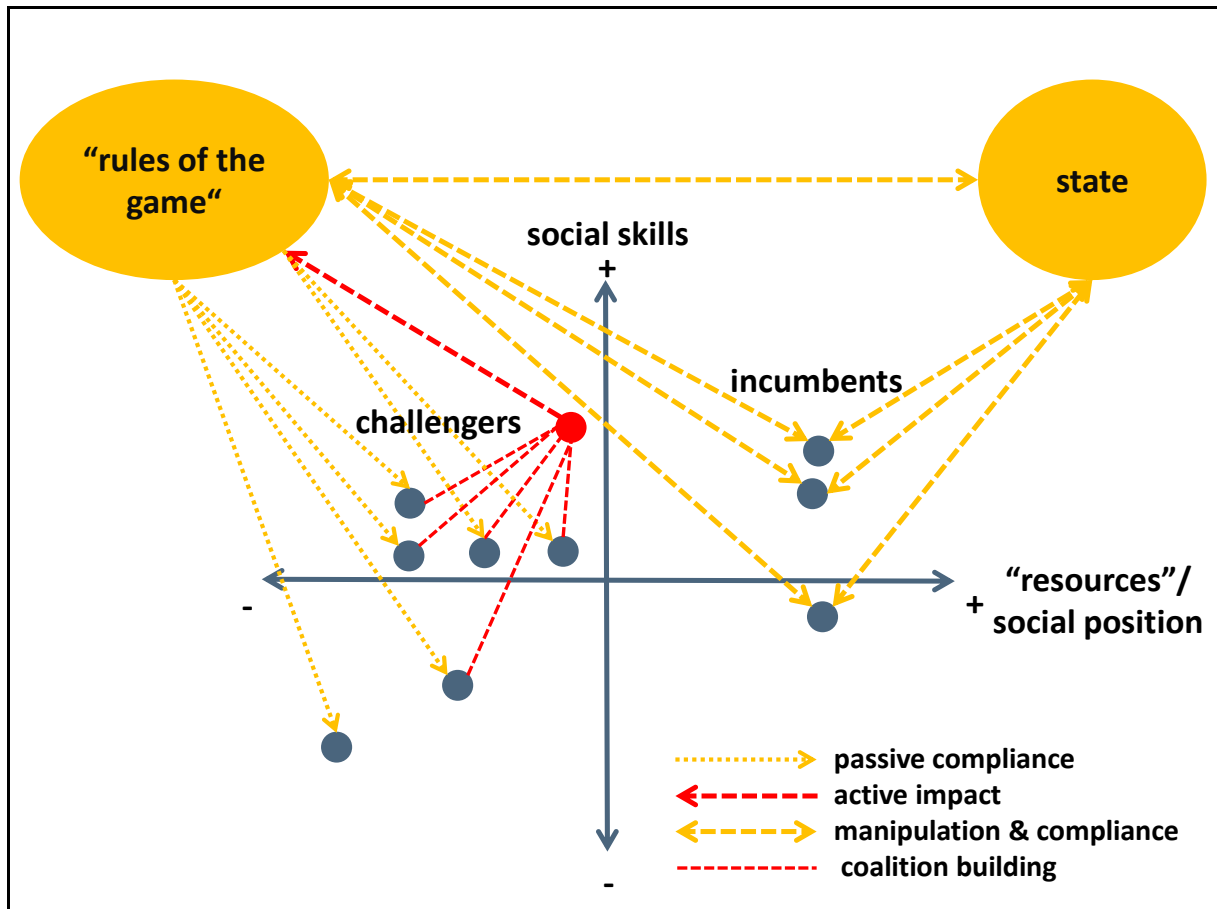 “rules of the
game“
state
social skills
+
incumbents
challengers
-
+
“resources”/
social position
passive compliance
active impact
manipulation & compliance
coalition building
-